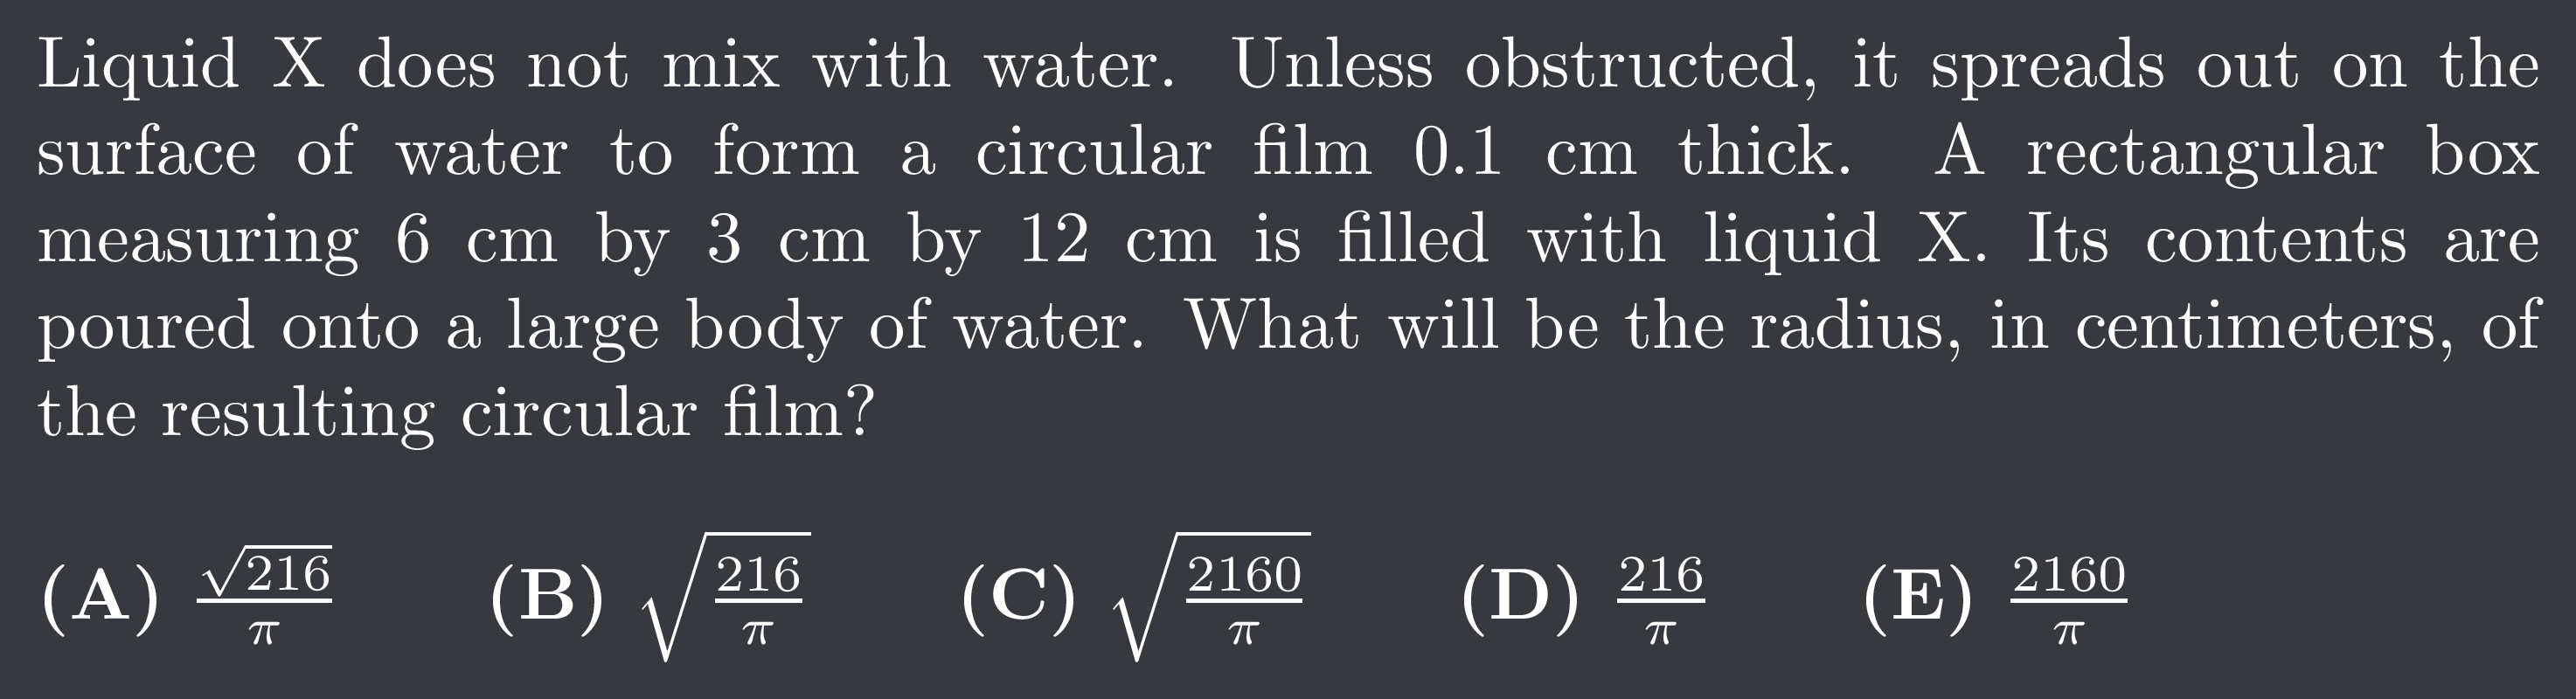 Liquid X does not mix with water. Unless obstructed, it spreads out on the
surface of water to form a circular film 0.1 cm thick. A rectangular box
measuring 6 cm by 3 cm by 12 cm is filled with liquid X. Its contents are
poured onto a large body of water. What will be the radius, in centimeters, of
the resulting circular film?
(A) $\frac{\sqrt{216}}{\pi}$ (B) $\sqrt{\frac{216}{\pi}}$ (C) $\sqrt{\frac{2160}{\pi}}$ (D) $\frac{216}{\pi}$ (E) $\frac{2160}{\pi}$